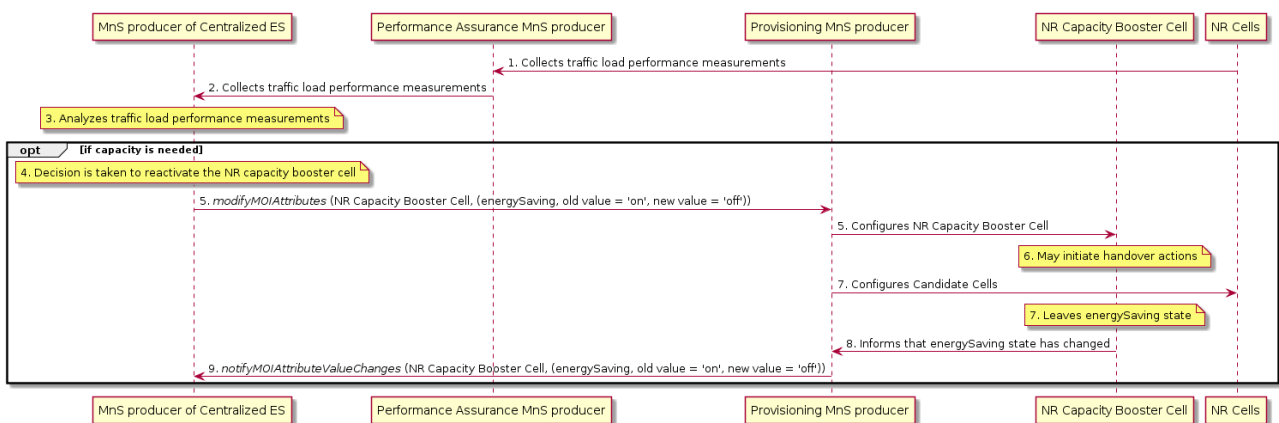 MnS producer of Centralized ES
Performance Assurance MnS producer
Provisioning MnS producer
NR Capacity Booster Cell
NR Cells
1. Collects traffic load performance measurements
2. Collects traffic load performance measurements
3. Analyzes traffic load performance measurements
opt [if capacity is needed]
4. Decision is taken to reactivate the NR capacity booster cell
5. modifyMOIAttributes (NR Capacity Booster Cell, (energySaving, old value = 'on', new value = 'off'))
5. Configures NR Capacity Booster Cell
6. May initiate handover actions
7. Configures Candidate Cells
7. Leaves energySaving state
8. Informs that energySaving state has changed
9. notifyMOIAttributeValueChanges (NR Capacity Booster Cell, (energySaving, old value = 'on', new value = 'off'))
MnS producer of Centralized ES
Performance Assurance MnS producer
Provisioning MnS producer
NR Capacity Booster Cell
NR Cells